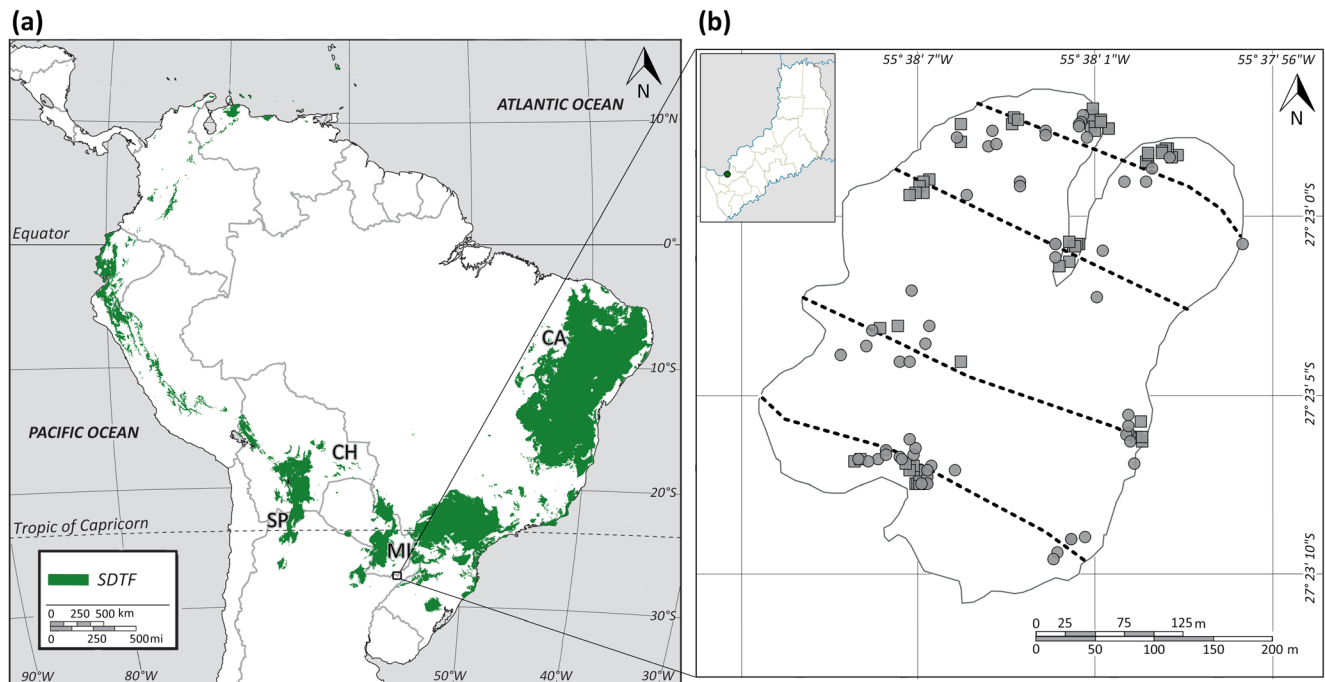 (a)
ATLANTIC OCEAN
N
10°N
Equator
0°
CA
10°S
PACIFIC OCEAN
CH
20°S
Tropic of Capricorn
SP
MI
SDTF
0 250 500 km
0 250 500mi
30°S
90°W 80°W 50°W 40°W 30°W
(b)
55°38'7"W 55°38'1"W 55°37'56"W
N
27°23'0"S
27°23'5"S
27°23'10"S
0 25 75 125 m
0 50 100 150 200 m